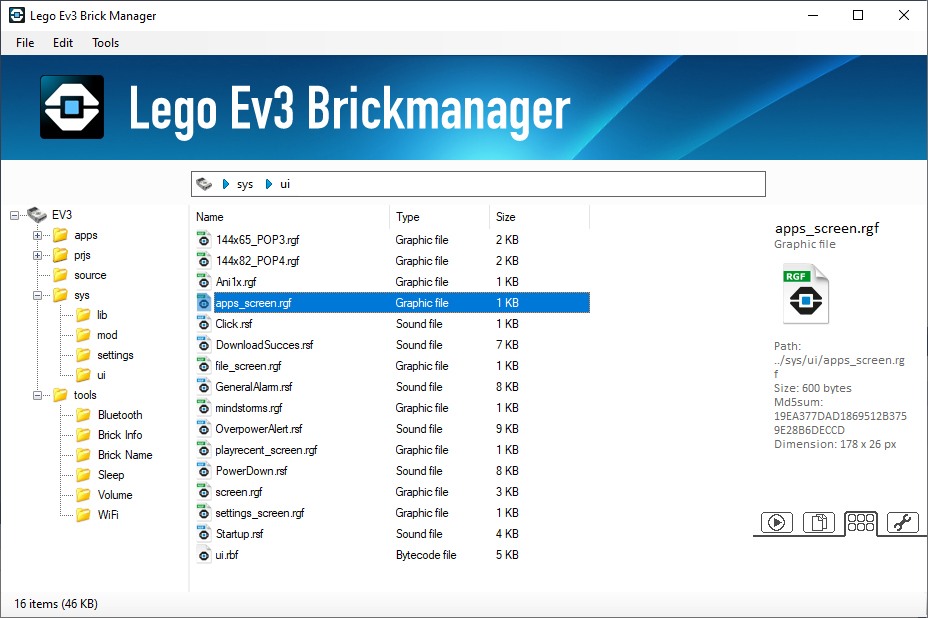 Lego Ev3 Brick Manager
File Edit Tools
Lego Ev3 Brickmanager
sys ui
EV3
apps
prjs
source
sys
lib
mod
settings
ui
tools
Bluetooth
Brick Info
Brick Name
Sleep
Volume
WiFi
Name Type Size
144x65_POP3.rgf Graphic file 2 KB
144x82_POP4.rgf Graphic file 2 KB
Ani1x.rgf Graphic file 1 KB
apps_screen.rgf Graphic file 1 KB
Click.rsf Sound file 1 KB
DownloadSucces.rsf Sound file 7 KB
file_screen.rgf Graphic file 1 KB
GeneralAlarm.rsf Sound file 8 KB
mindstorms.rgf Graphic file 1 KB
OverpowerAlert.rsf Sound file 9 KB
playrecent_screen.rgf Graphic file 1 KB
PowerDown.rsf Sound file 8 KB
screen.rgf Graphic file 3 KB
settings_screen.rgf Graphic file 1 KB
Startup.rsf Sound file 4 KB
ui.rbf Bytecode file 5 KB
apps_screen.rgf
Graphic file
RGF
Path:
../sys/ui/apps_screen.rg
f
Size: 600 bytes
Md5sum:
19EA377DAD1869512B375
9E28B6DECCD
Dimension: 178 x 26 px
16 items (46 KB)